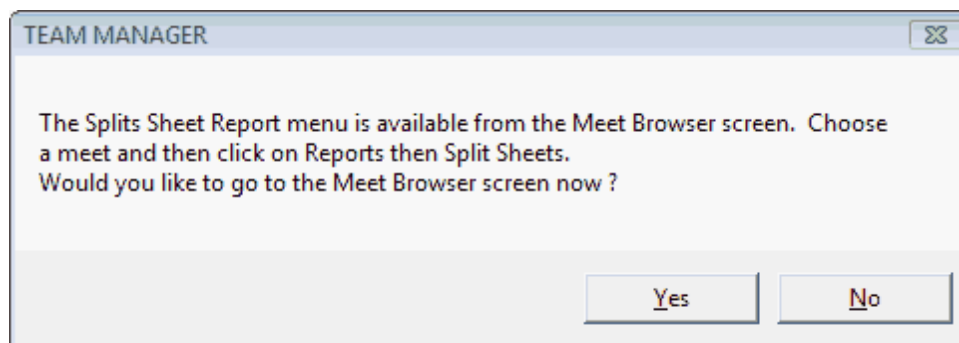 TEAM MANAGER
The Splits Sheet Report menu is available from the Meet Browser screen.  Choose
a meet and then click on Reports then Split Sheets.
Would you like to go to the Meet Browser screen now ?
Yes
No